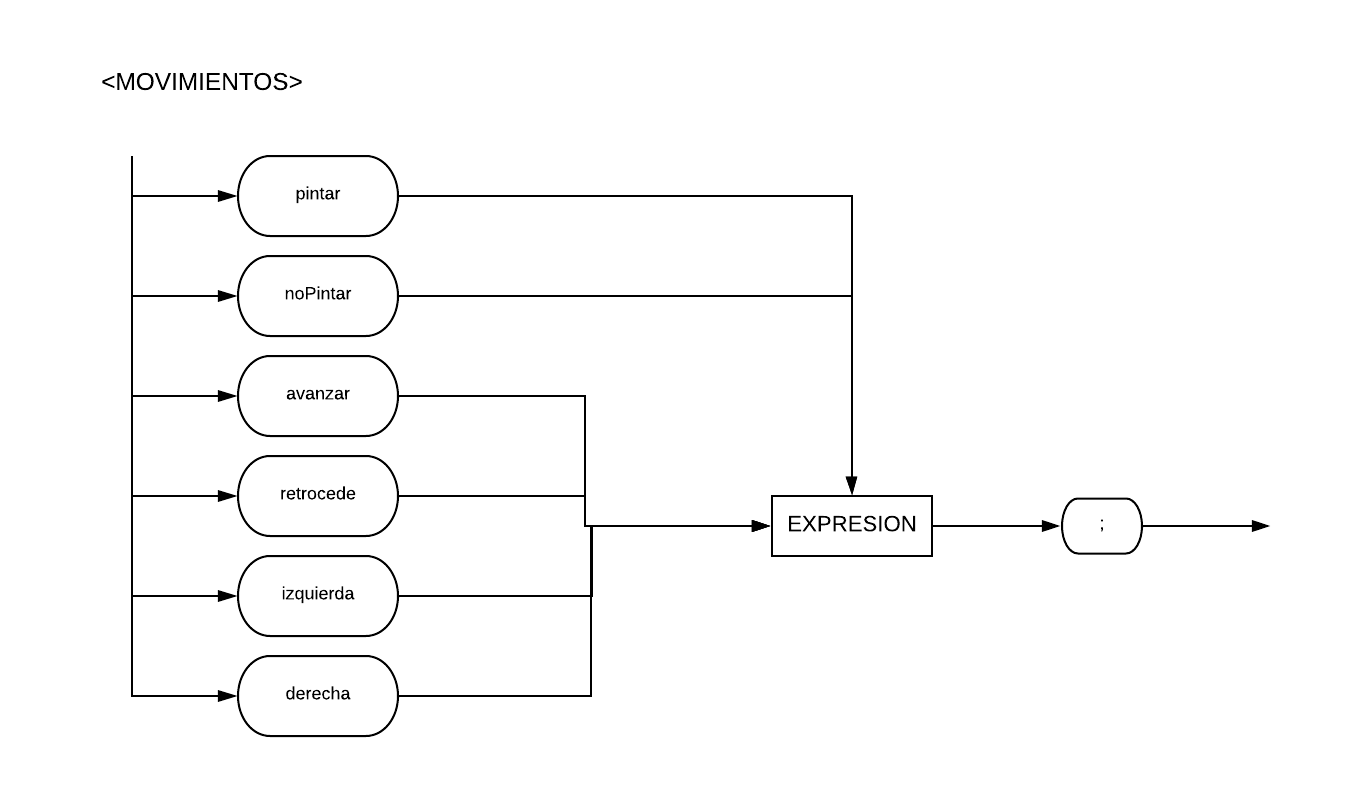 <MOVIMIENTOS>
pintar
noPintar
avanzar
retrocede
izquierda
derecha
EXPRESION
;